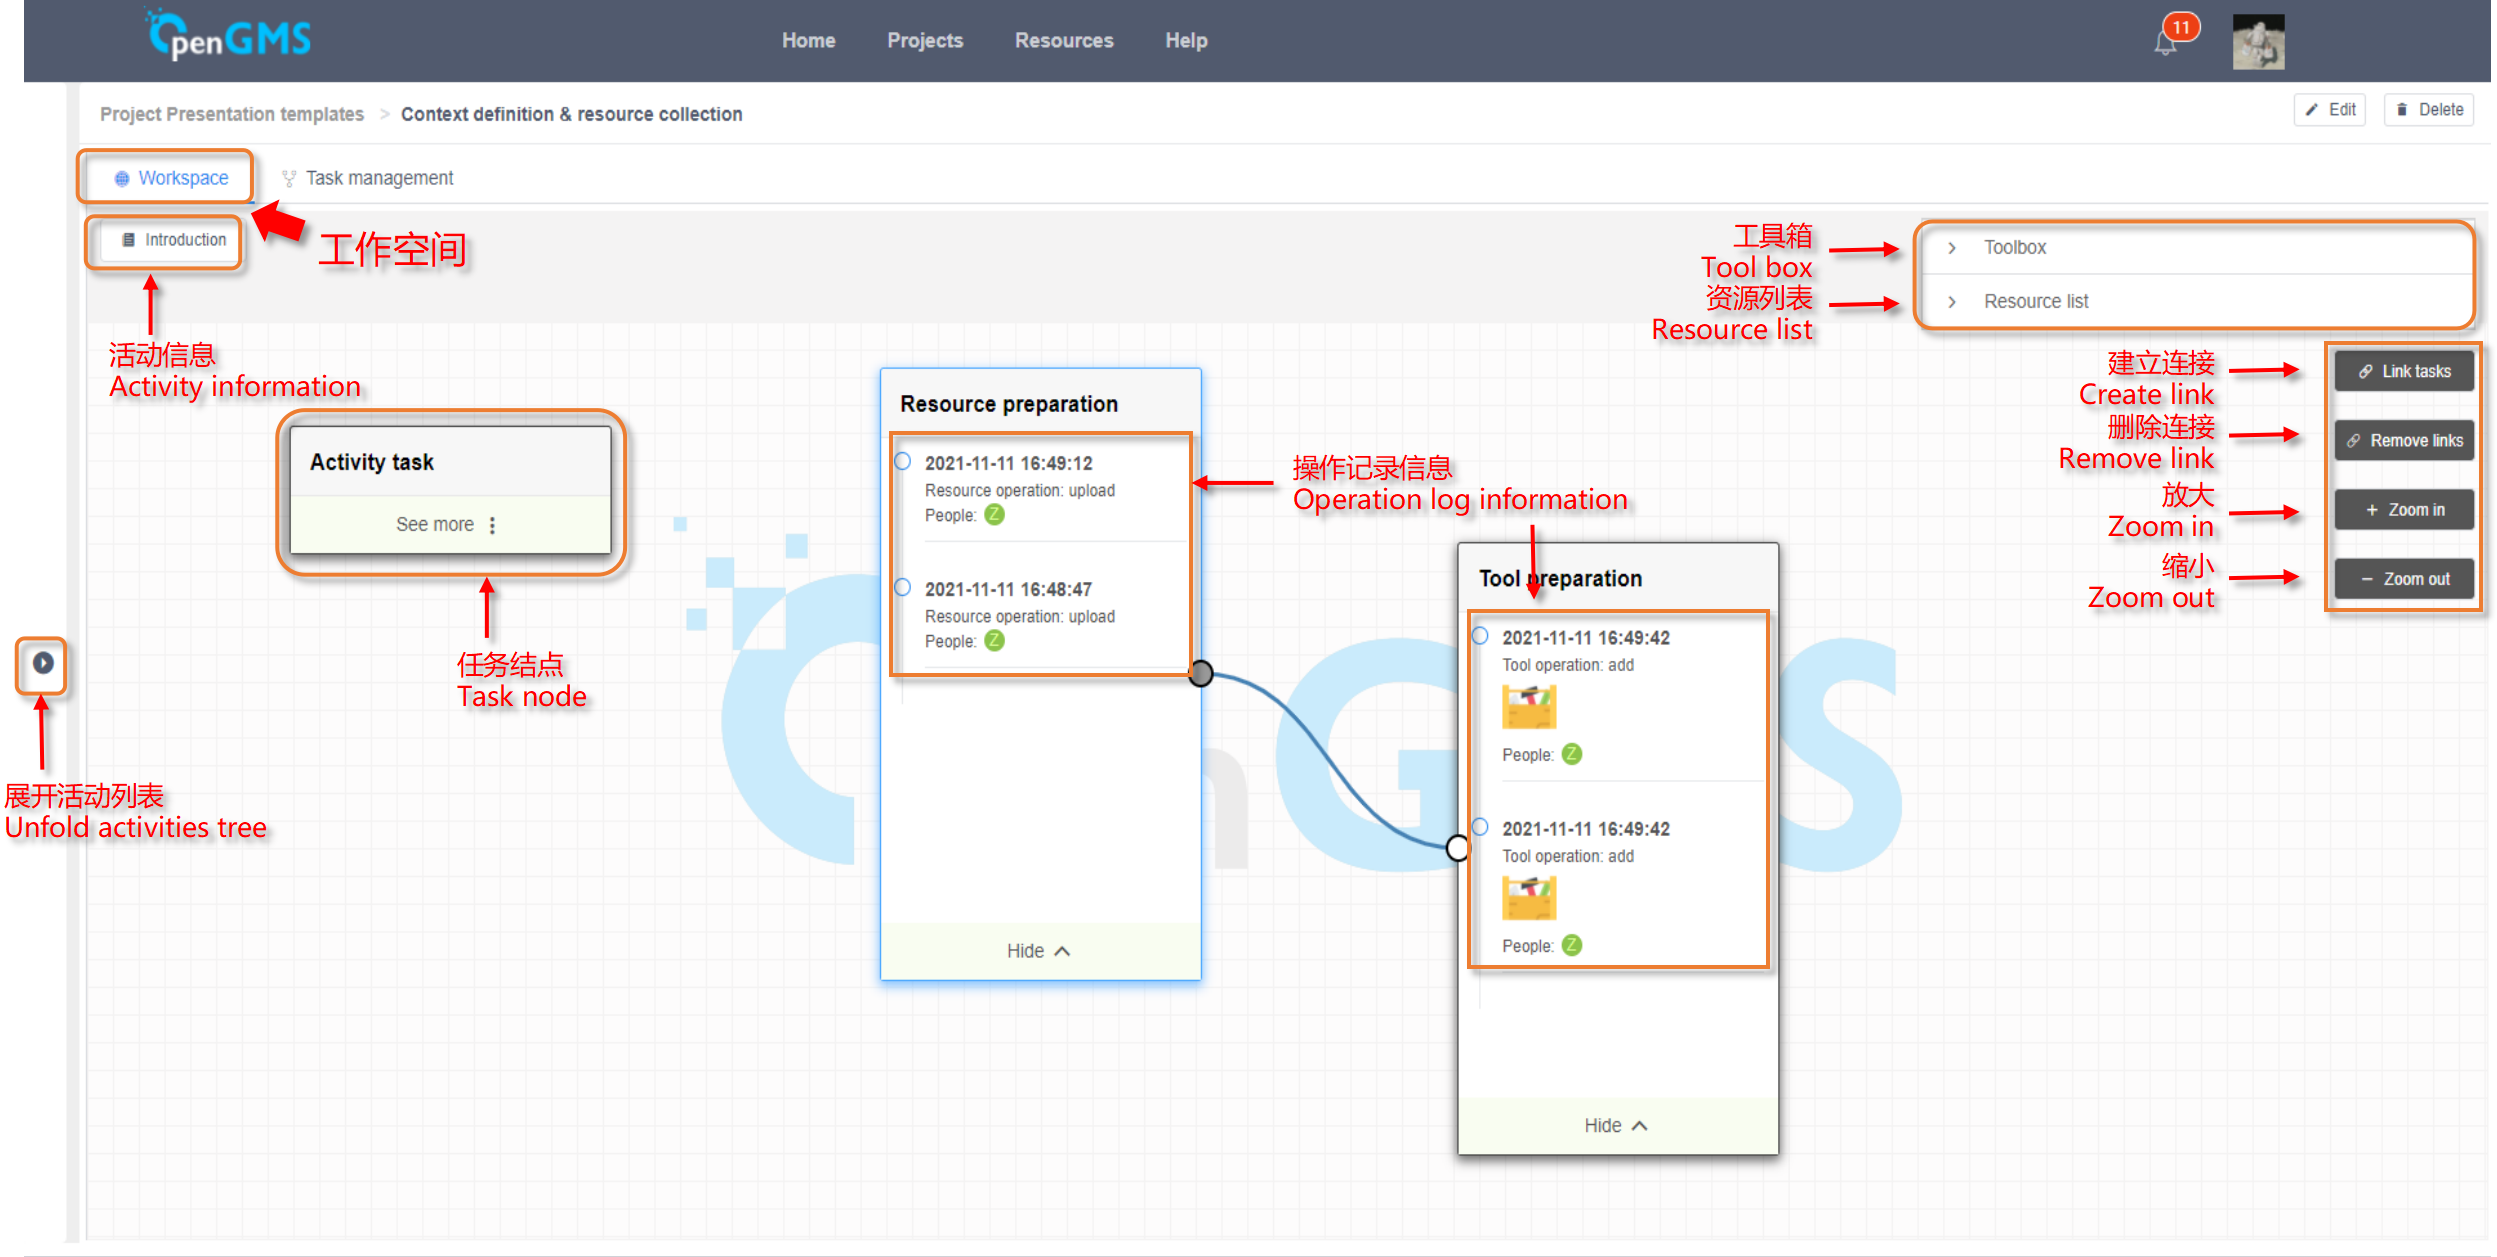 OpenGMS
Home
Projects
Resources
Help
11
Project Presentation templates > Context definition & resource collection
Edit
Delete
Workspace
Task management
Introduction
工作空间
活动信息
Activity information
工具箱
Tool box
资源列表
Resource list
Toolbox
Resource list
建立连接
Create link
删除连接
Remove link
放大
Zoom in
缩小
Zoom out
Link tasks
Remove links
+ Zoom in
− Zoom out
Activity task
See more
任务结点
Task node
展开活动列表
Unfold activities tree
Resource preparation
2021-11-11 16:49:12
Resource operation: upload
People: Z
2021-11-11 16:48:47
Resource operation: upload
People: Z
Hide
操作记录信息
Operation log information
Tool preparation
2021-11-11 16:49:42
Tool operation: add
People: Z
2021-11-11 16:49:42
Tool operation: add
People: Z
Hide